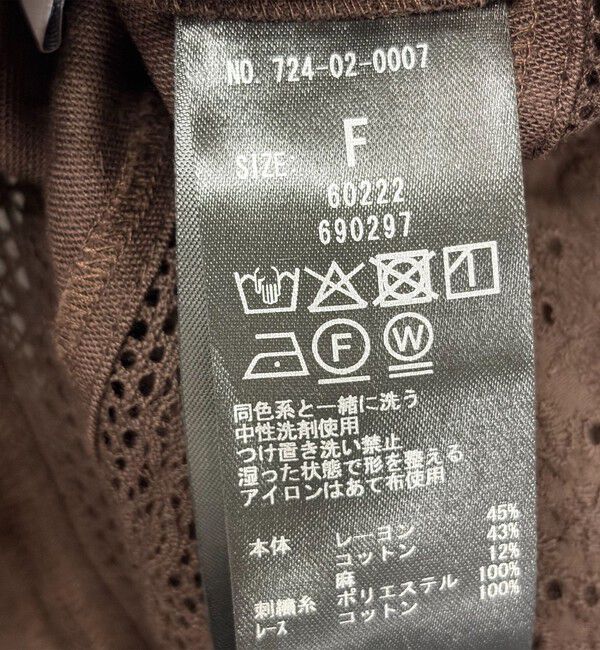 NO. 724-02-0007
SIZE F
60222
690297
F W
同色系と一緒に洗う
中性洗剤使用
つけ置き洗い禁止
湿った状態で形を整える
アイロンはあて布使用
本体 レーヨン 45%
コットン 43%
麻 12%
刺繍糸 ポリエステル 100%
レース コットン 100%